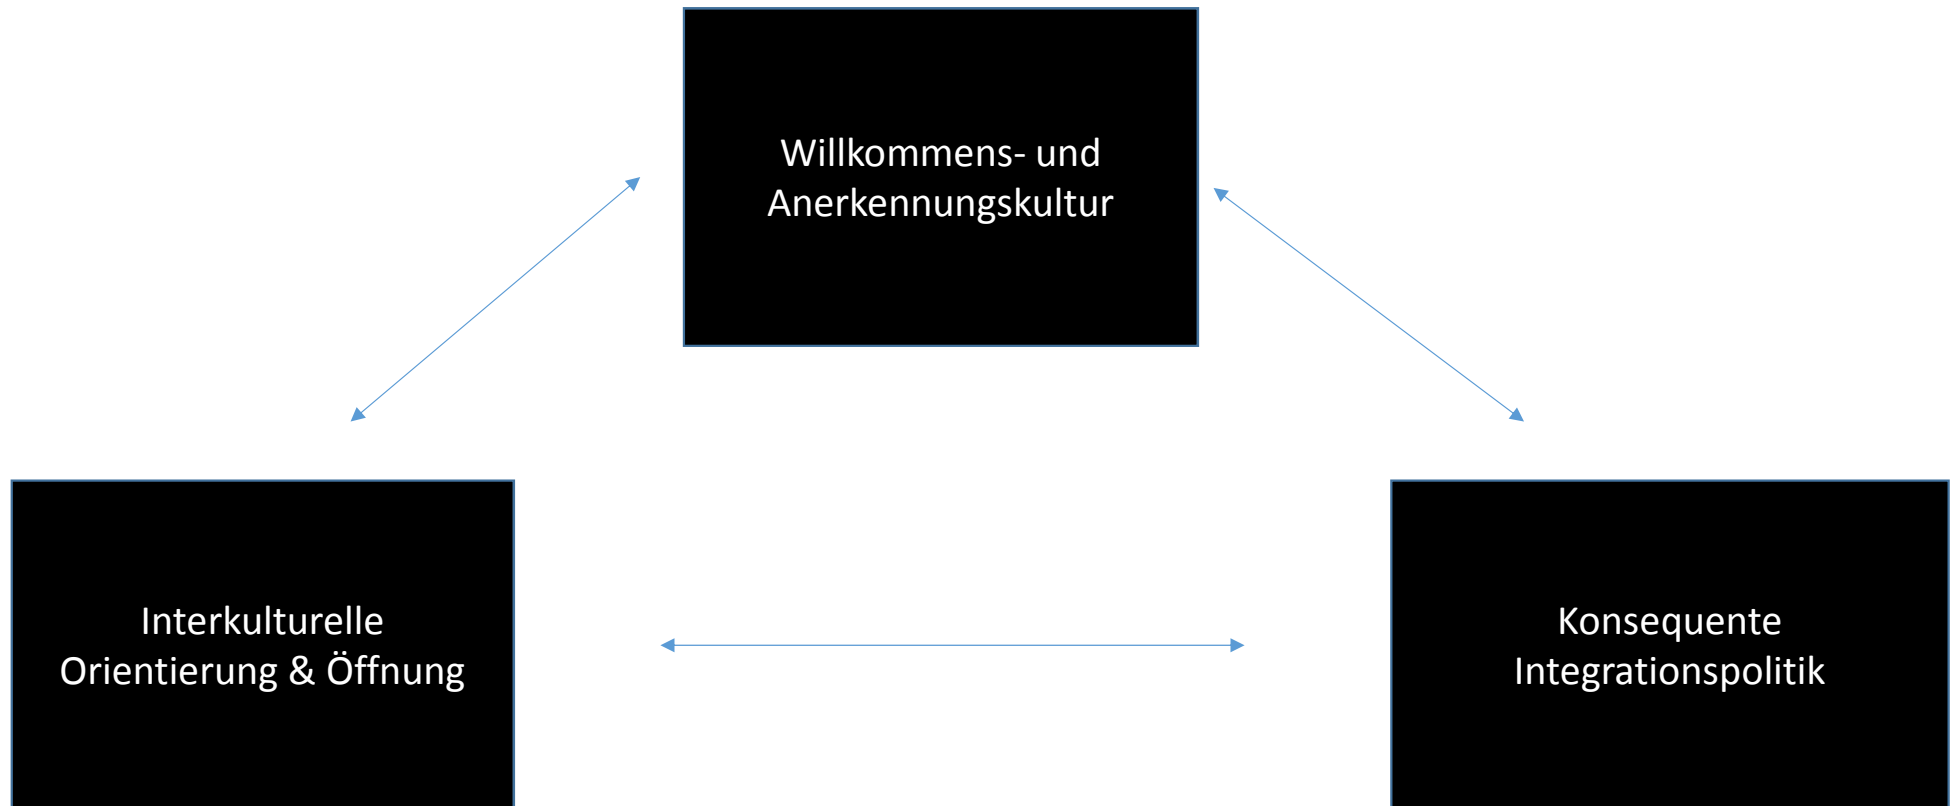 Willkommens- und
Anerkennungskultur
Interkulturelle
Orientierung & Öffnung
Konsequente
Integrationspolitik